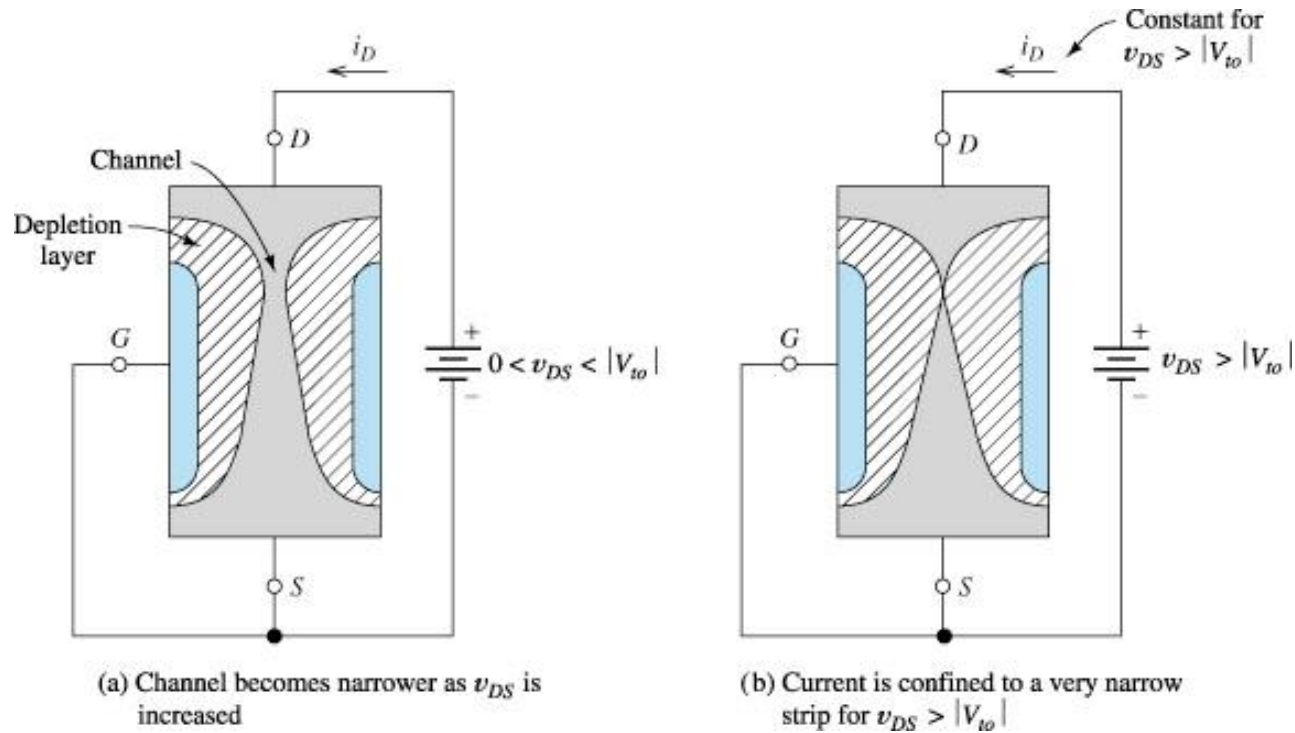 i_D
Channel
Depletion
layer
D
G
+
0 < v_DS < |V_to|
−
S
(a) Channel becomes narrower as v_DS is
increased
Constant for
v_DS > |V_to|
i_D
D
G
+
v_DS > |V_to|
−
S
(b) Current is confined to a very narrow
strip for v_DS > |V_to|